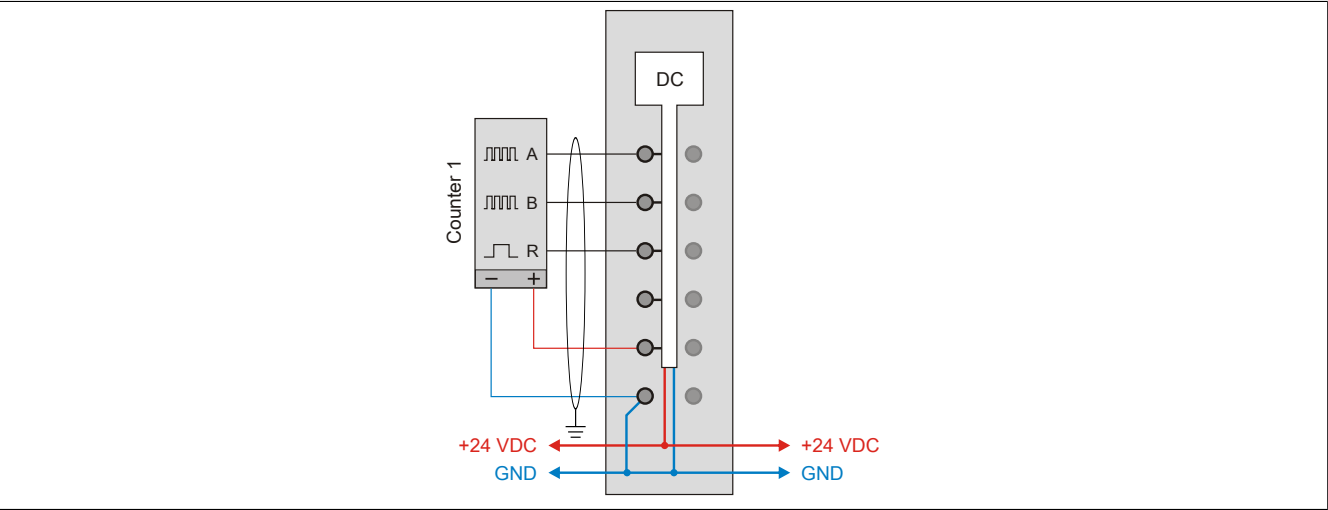 DC
Counter 1
A
B
R
− +
+24 VDC +24 VDC
GND GND